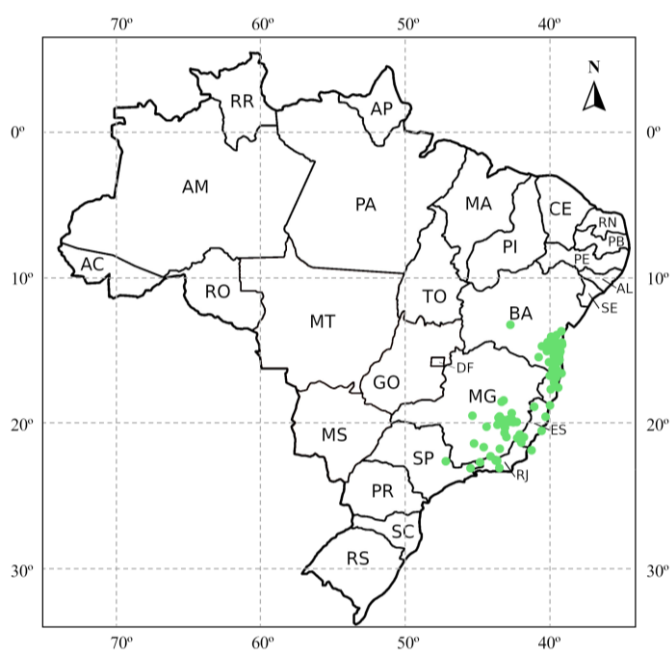 70º 60º 50º 40º
N
RR
AP
0º 0º
AM
PA
MA
CE
RN
PB
PI
PE
AC
10º 10º
RO
TO
AL
SE
BA
MT
DF
GO
MG
20º 20º
ES
MS
SP
RJ
PR
SC
RS
30º 30º
70º 60º 50º 40º